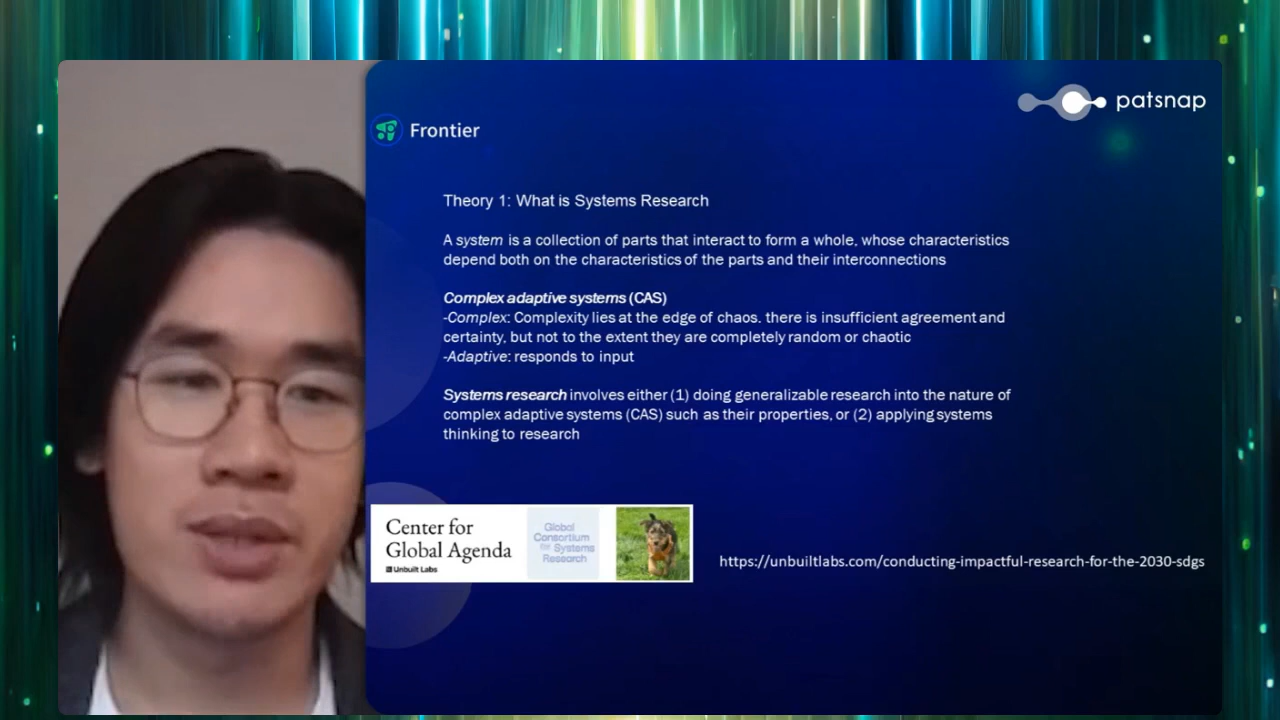 patsnap
Frontier
Theory 1: What is Systems Research
A system is a collection of parts that interact to form a whole, whose characteristics
depend both on the characteristics of the parts and their interconnections
Complex adaptive systems (CAS)
-Complex: Complexity lies at the edge of chaos. there is insufficient agreement and
certainty, but not to the extent they are completely random or chaotic
-Adaptive: responds to input
Systems research involves either (1) doing generalizable research into the nature of
complex adaptive systems (CAS) such as their properties, or (2) applying systems
thinking to research
Center for
Global Agenda
Unbuilt Labs
Global
Consortium
for Systems
Research
https://unbuiltlabs.com/conducting-impactful-research-for-the-2030-sdgs